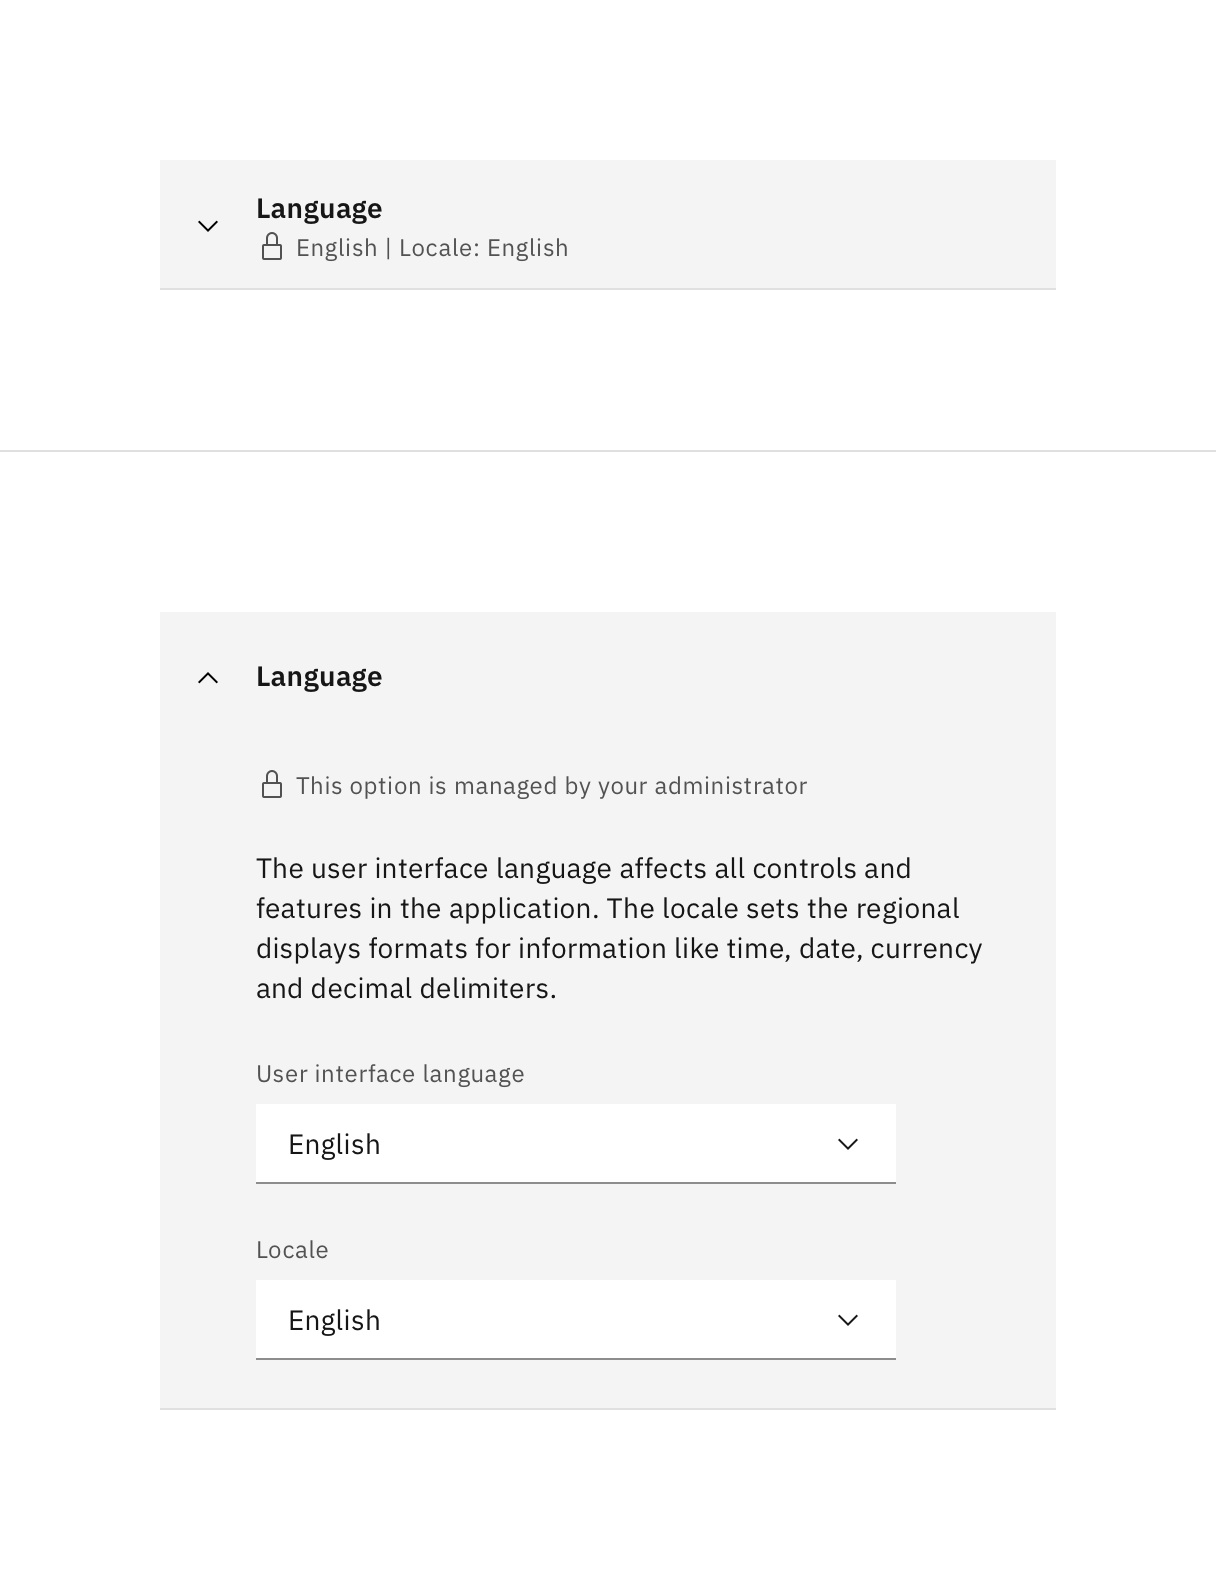 Language
English | Locale: English
Language
This option is managed by your administrator
The user interface language affects all controls and
features in the application. The locale sets the regional
displays formats for information like time, date, currency
and decimal delimiters.
User interface language
English
Locale
English